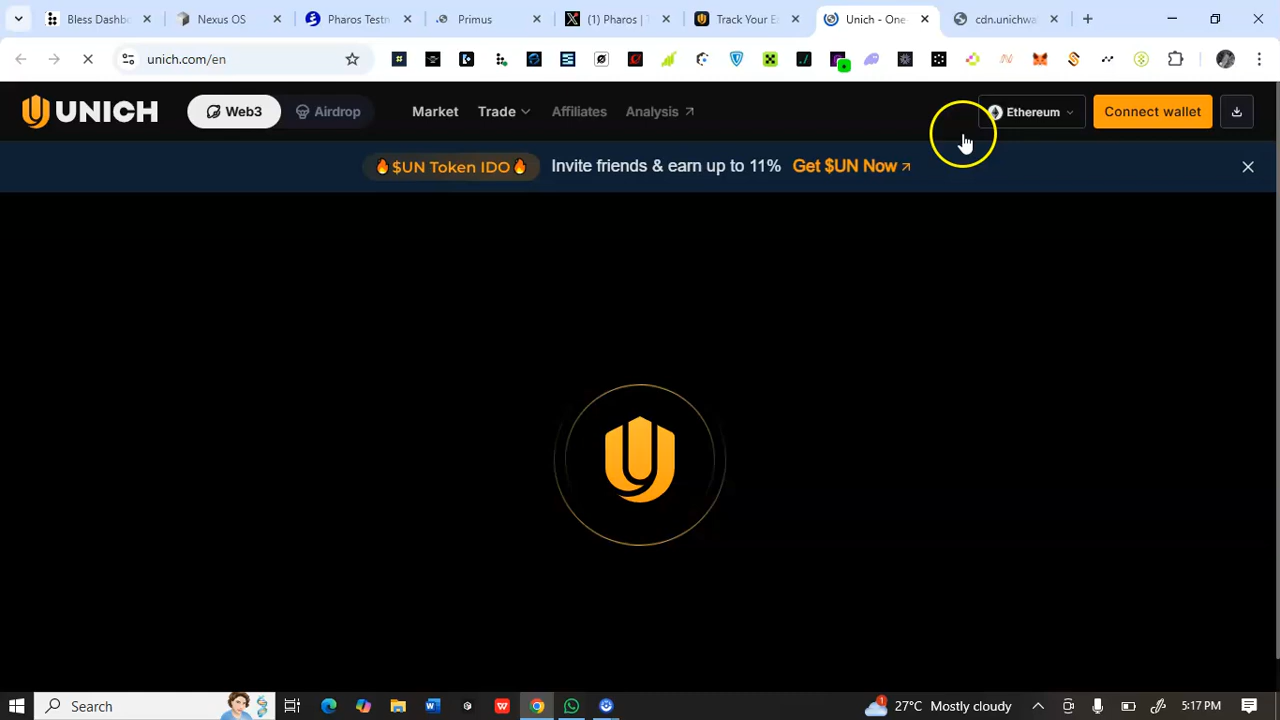 Bless Dashbo
Nexus OS
Pharos Testn
Primus
(1) Pharos | T
Track Your E
Unich - One
cdn.unichwa
unich.com/en
UNICH
Web3
Airdrop
Market
Trade
Affiliates
Analysis
Ethereum
Connect wallet
🔥$UN Token IDO🔥
Invite friends & earn up to 11%
Get $UN Now
Search
27°C Mostly cloudy
5:17 PM